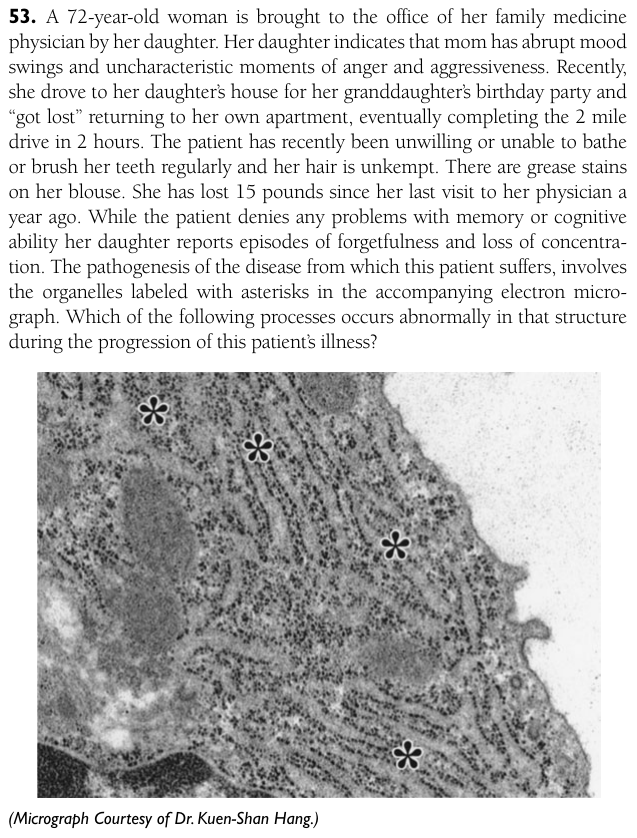 53. A 72-year-old woman is brought to the office of her family medicine
physician by her daughter. Her daughter indicates that mom has abrupt mood
swings and uncharacteristic moments of anger and aggressiveness. Recently,
she drove to her daughter's house for her granddaughter's birthday party and
“got lost” returning to her own apartment, eventually completing the 2 mile
drive in 2 hours. The patient has recently been unwilling or unable to bathe
or brush her teeth regularly and her hair is unkempt. There are grease stains
on her blouse. She has lost 15 pounds since her last visit to her physician a
year ago. While the patient denies any problems with memory or cognitive
ability her daughter reports episodes of forgetfulness and loss of concentra-
tion. The pathogenesis of the disease from which this patient suffers, involves
the organelles labeled with asterisks in the accompanying electron micro-
graph. Which of the following processes occurs abnormally in that structure
during the progression of this patient's illness?
* * * *
(Micrograph Courtesy of Dr. Kuen-Shan Hang.)